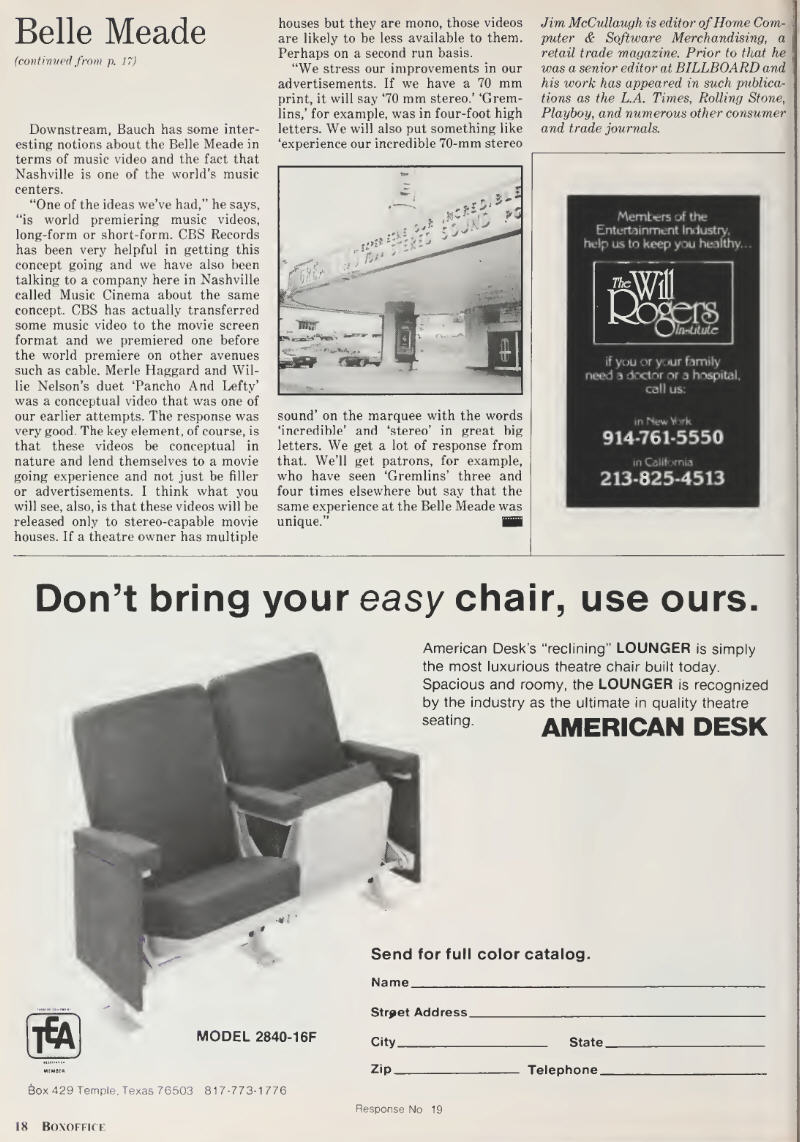 Belle Meade
(continued from p. 17)
Downstream, Bauch has some inter-
esting notions about the Belle Meade in
terms of music video and the fact that
Nashville is one of the world's music
centers.
“One of the ideas we've had,” he says,
“is world premiering music videos,
long-form or short-form. CBS Records
has been very helpful in getting this
concept going and we have also been
talking to a company here in Nashville
called Music Cinema about the same
concept. CBS has actually transferred
some music video to the movie screen
format and we premiered one before
the world premiere on other avenues
such as cable. Merle Haggard and Wil-
lie Nelson's duet 'Pancho And Lefty'
was a conceptual video that was one of
our earlier attempts. The response was
very good. The key element, of course, is
that these videos be conceptual in
nature and lend themselves to a movie
going experience and not just be filler
or advertisements. I think what you
will see, also, is that these videos will be
released only to stereo-capable movie
houses. If a theatre owner has multiple
houses but they are mono, those videos
are likely to be less available to them.
Perhaps on a second run basis.
“We stress our improvements in our
advertisements. If we have a 70 mm
print, it will say '70 mm stereo.' 'Grem-
lins,' for example, was in four-foot high
letters. We will also put something like
'experience our incredible 70-mm stereo
EXPERIENCE OUR INCREDIBLE
STEREO SOUND PG
sound' on the marquee with the words
'incredible' and 'stereo' in great big
letters. We get a lot of response from
that. We'll get patrons, for example,
who have seen 'Gremlins' three and
four times elsewhere but say that the
same experience at the Belle Meade was
unique.”
Jim McCullaugh is editor of Home Com-
puter & Software Merchandising, a
retail trade magazine. Prior to that he
was a senior editor at BILLBOARD and
his work has appeared in such publica-
tions as the L.A. Times, Rolling Stone,
Playboy, and numerous other consumer
and trade journals.
Members of the
Entertainment Industry,
help us to keep you healthy...
The Will
Rogers
Institute
if you or your family
need a doctor or a hospital,
call us:
in New York
914-761-5550
in California
213-825-4513
Don't bring your easy chair, use ours.
American Desk's “reclining” LOUNGER is simply
the most luxurious theatre chair built today.
Spacious and roomy, the LOUNGER is recognized
by the industry as the ultimate in quality theatre
seating.
AMERICAN DESK
Send for full color catalog.
Name
Street Address
City State
Zip Telephone
TEA
MEMBER
MODEL 2840-16F
Box 429 Temple, Texas 76503 817-773-1776
Response No 19
18 BOXOFFICE